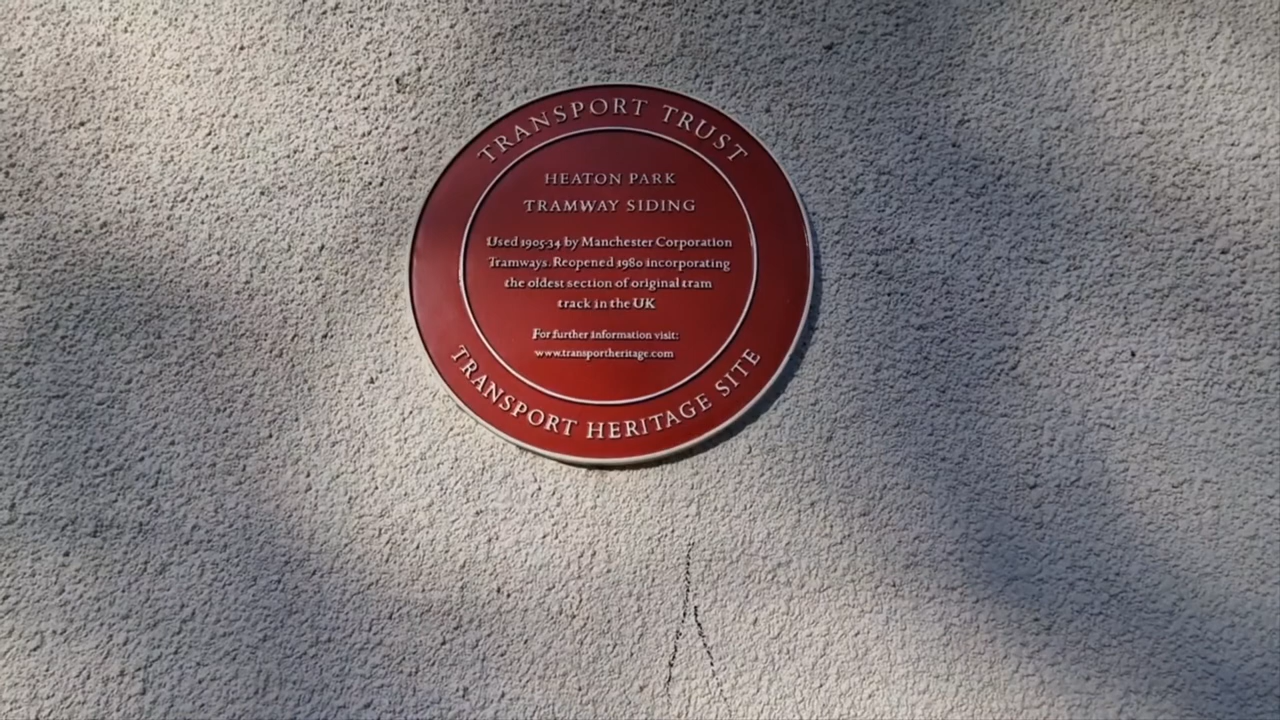 TRANSPORT TRUST
HEATON PARK
TRAMWAY SIDING
Used 1905-34 by Manchester Corporation
Tramways. Reopened 1980 incorporating
the oldest section of original tram
track in the UK
For further information visit:
www.transportheritage.com
TRANSPORT HERITAGE SITE